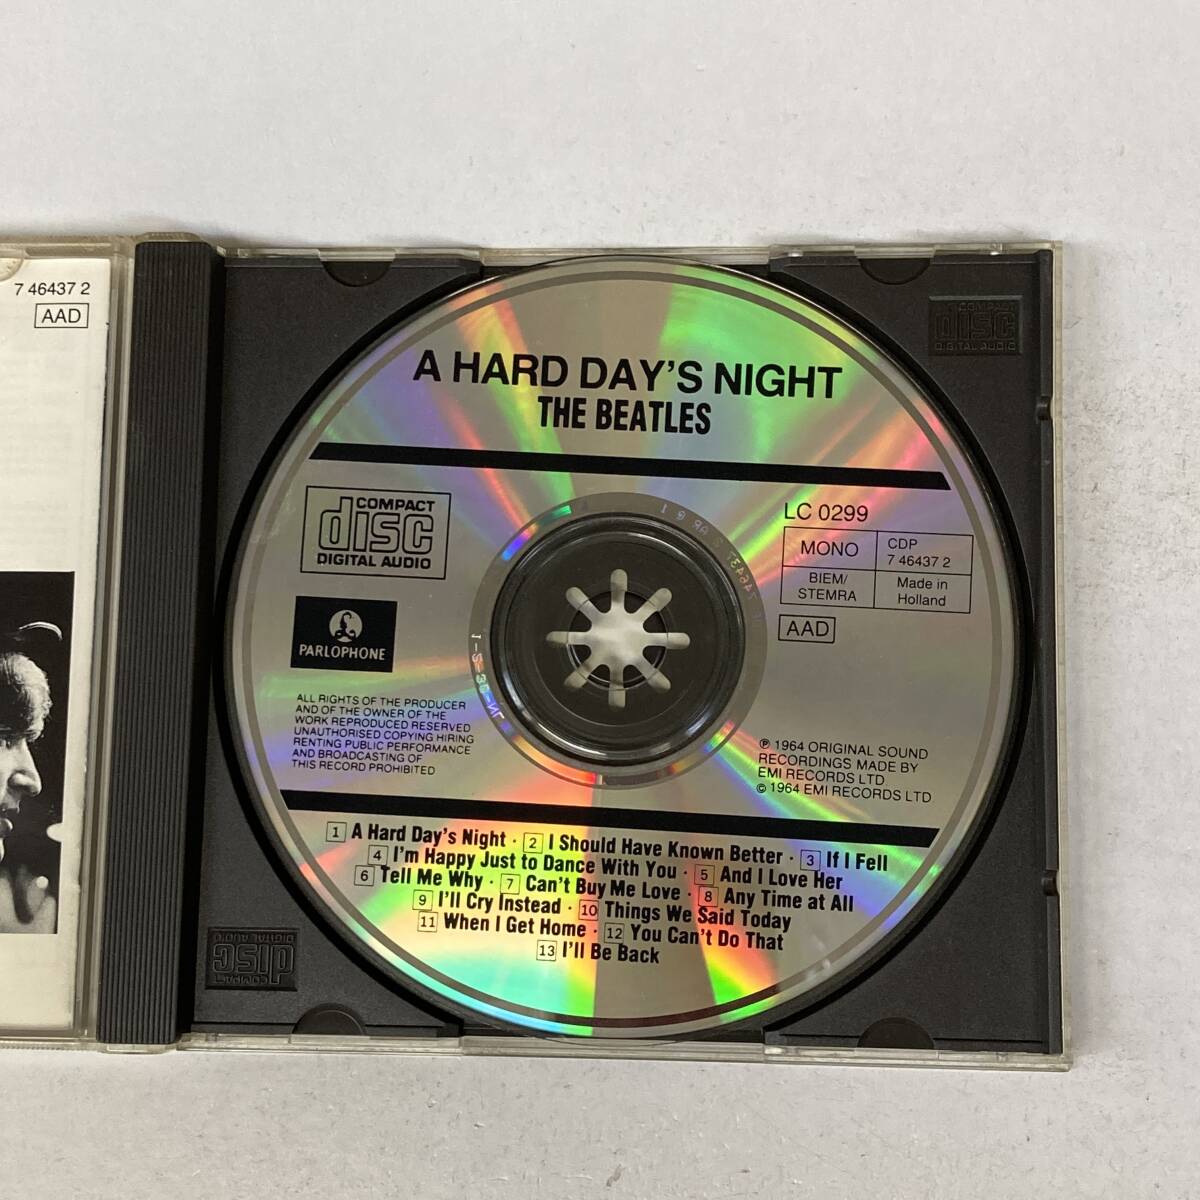 7 46437 2
AAD
COMPACT
disc
DIGITAL AUDIO
A HARD DAY'S NIGHT
THE BEATLES
COMPACT
disc
DIGITAL AUDIO
PARLOPHONE
LC 0299
MONO
CDP
7 46437 2
BIEM/
STEMRA
Made in
Holland
AAD
ALL RIGHTS OF THE PRODUCER
AND OF THE OWNER OF THE
WORK REPRODUCED RESERVED
UNAUTHORISED COPYING HIRING
RENTING PUBLIC PERFORMANCE
AND BROADCASTING OF
THIS RECORD PROHIBITED
℗ 1964 ORIGINAL SOUND
RECORDINGS MADE BY
EMI RECORDS LTD
© 1964 EMI RECORDS LTD
1 A Hard Day's Night · 2 I Should Have Known Better · 3 If I Fell
4 I'm Happy Just to Dance With You · 5 And I Love Her
6 Tell Me Why · 7 Can't Buy Me Love · 8 Any Time at All
9 I'll Cry Instead · 10 Things We Said Today
11 When I Get Home · 12 You Can't Do That
13 I'll Be Back
COMPACT
disc
DIGITAL AUDIO